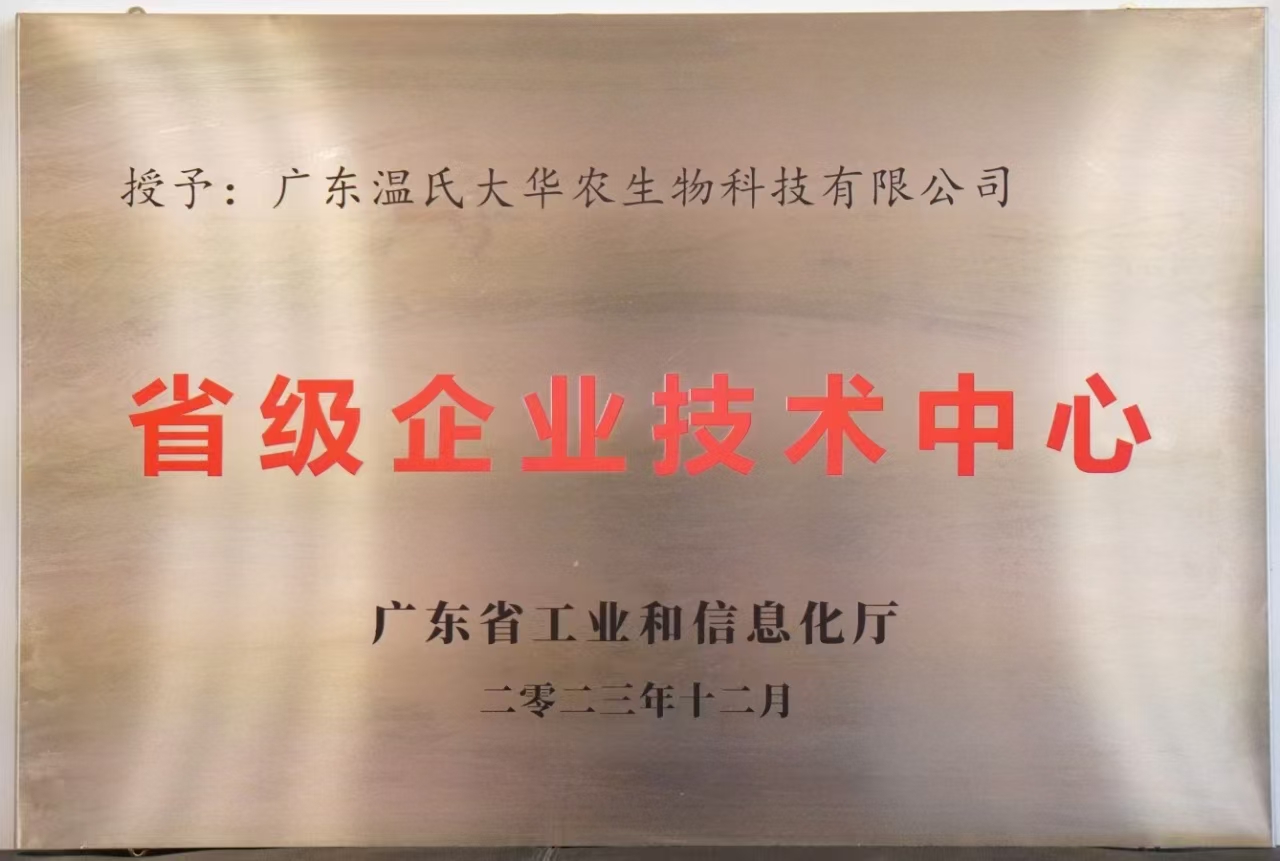 授予：广东温氏大华农生物科技有限公司
省级企业技术中心
广东省工业和信息化厅
二零二三年十二月